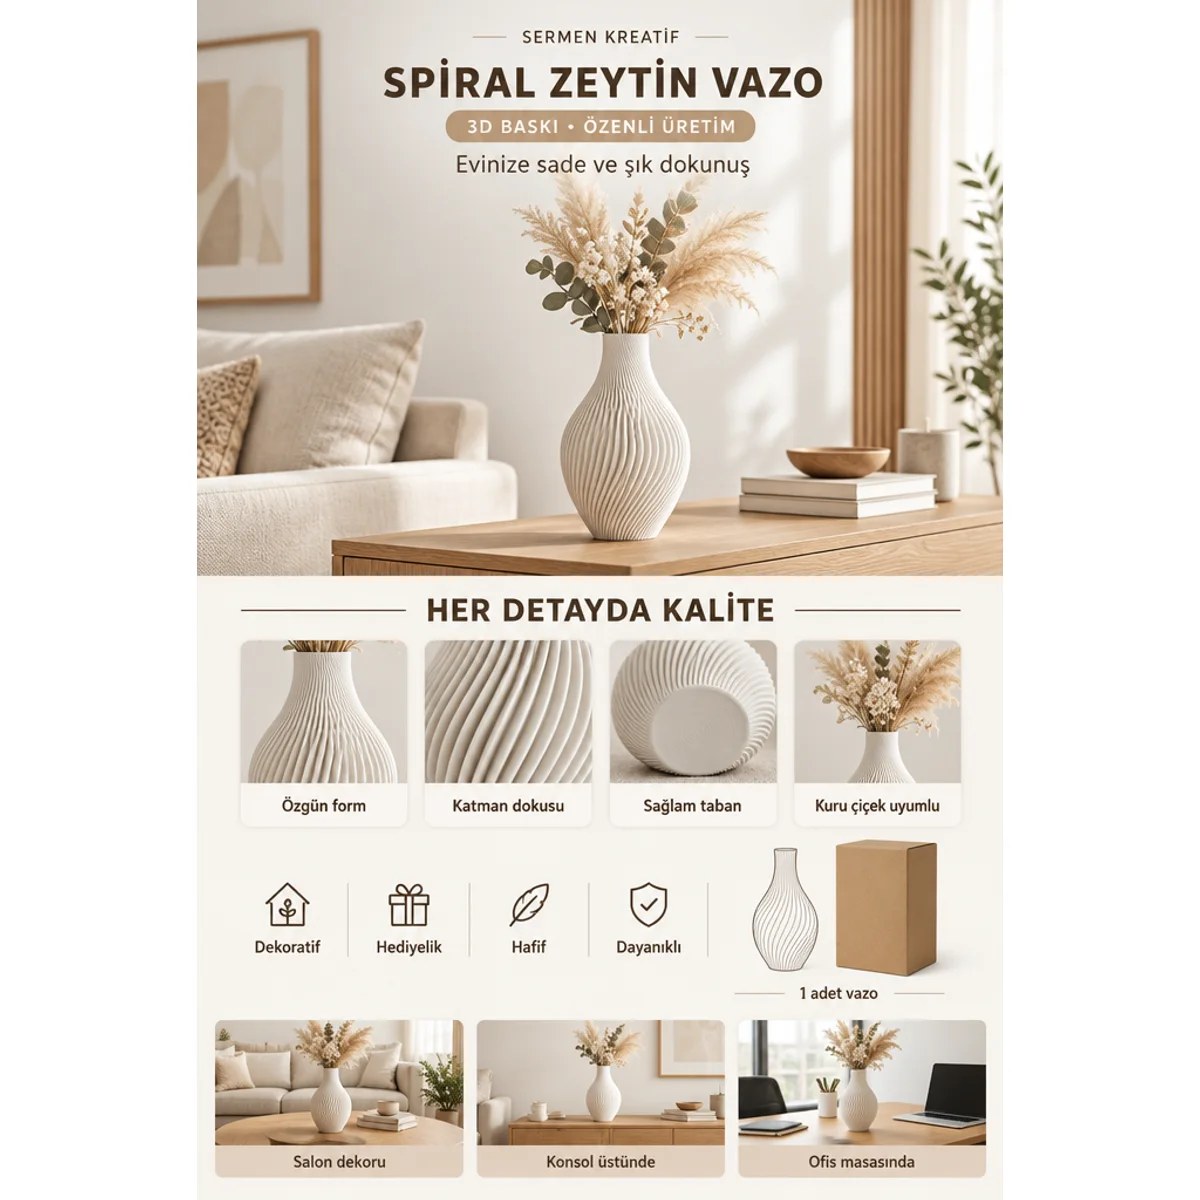 SERMEN KREATİF
SPİRAL ZEYTİN VAZO
3D BASKI • ÖZENLİ ÜRETİM
Evinize sade ve şık dokunuş
HER DETAYDA KALİTE
Özgün form
Katman dokusu
Sağlam taban
Kuru çiçek uyumlu
Dekoratif
Hediyelik
Hafif
Dayanıklı
1 adet vazo
Salon dekoru
Konsol üstünde
Ofis masasında